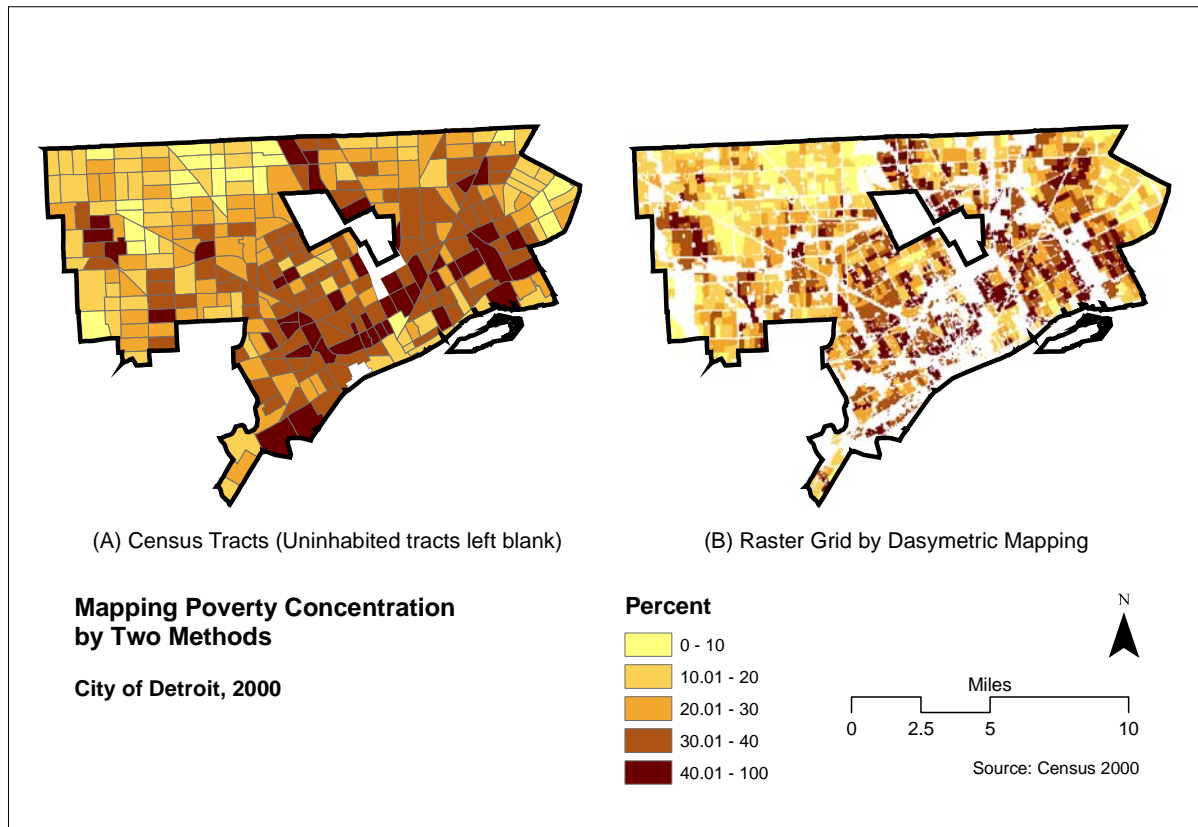 (A) Census Tracts (Uninhabited tracts left blank)
(B) Raster Grid by Dasymetric Mapping
Mapping Poverty Concentration
by Two Methods
City of Detroit, 2000
Percent
0 - 10
10.01 - 20
20.01 - 30
30.01 - 40
40.01 - 100
N
Miles
0 2.5 5 10
Source: Census 2000